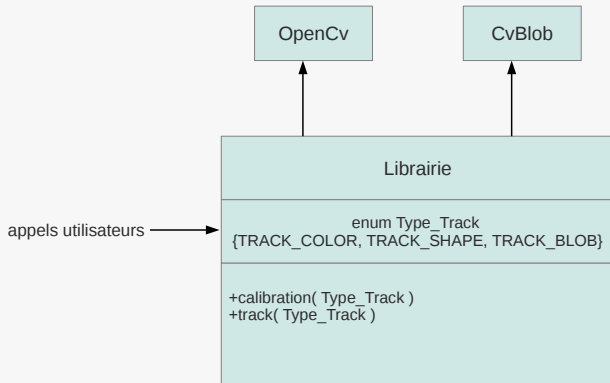 OpenCv
CvBlob
Librairie
appels utilisateurs
enum Type_Track
{TRACK_COLOR, TRACK_SHAPE, TRACK_BLOB}
+calibration( Type_Track )
+track( Type_Track )